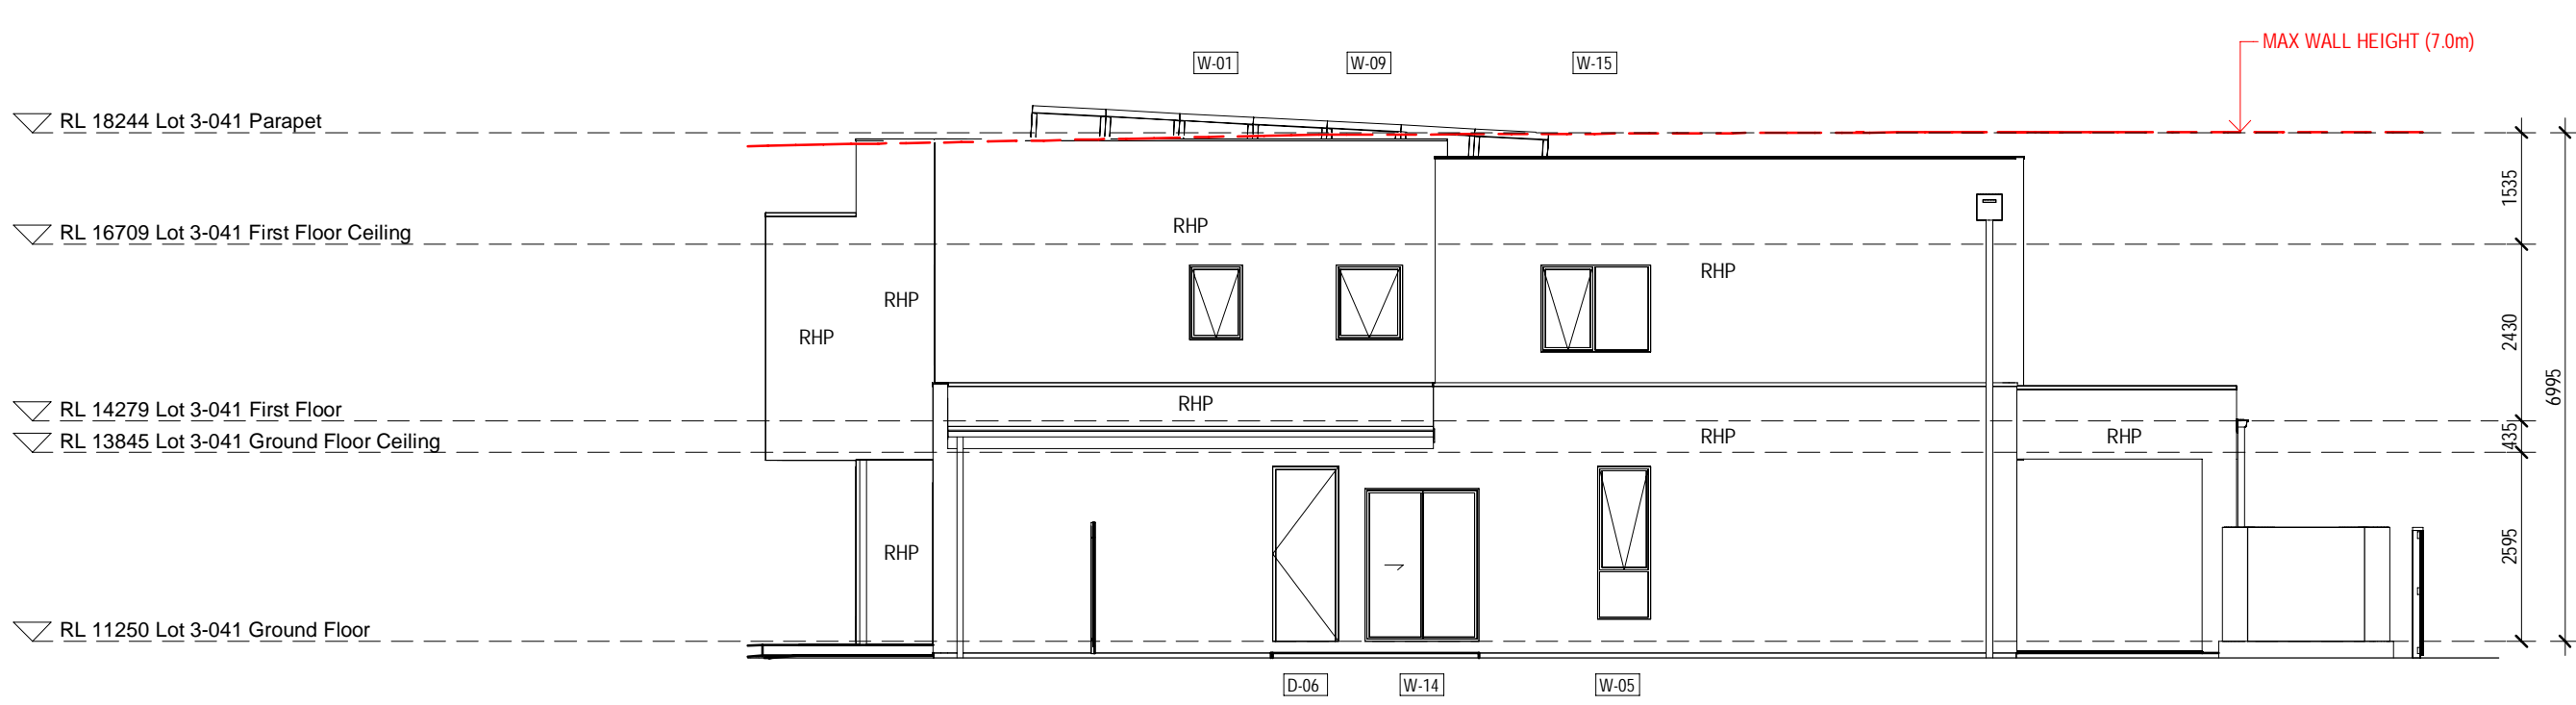 MAX WALL HEIGHT (7.0m)
W-01
W-09
W-15
RL 18244 Lot 3-041 Parapet
1535
RL 16709 Lot 3-041 First Floor Ceiling
RHP
RHP
RHP
RHP
2430
6995
RL 14279 Lot 3-041 First Floor
RHP
RL 13845 Lot 3-041 Ground Floor Ceiling
RHP
RHP
435
RHP
2595
RL 11250 Lot 3-041 Ground Floor
D-06
W-14
W-05